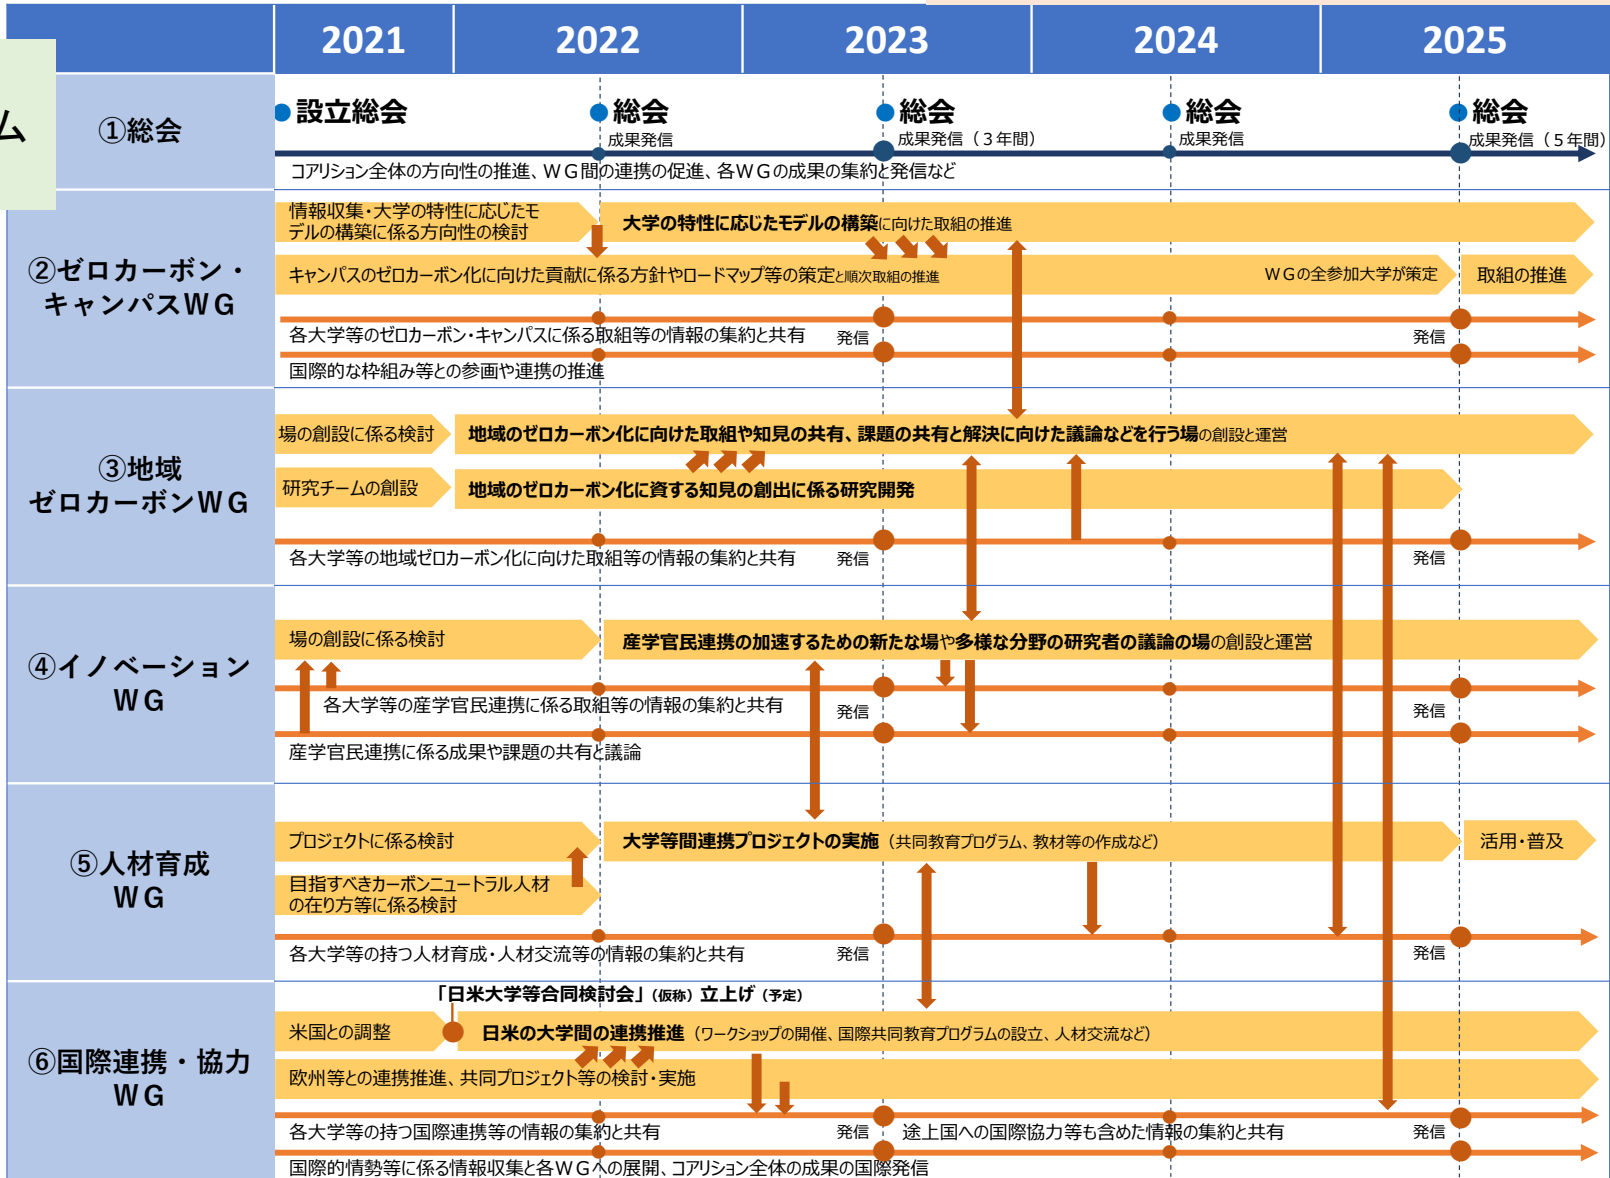 2021
2022
2023
2024
2025
ム
①総会
設立総会
総会
成果発信
総会
成果発信（３年間）
総会
成果発信
総会
成果発信（５年間）
コアリション全体の方向性の推進、ＷＧ間の連携の促進、各ＷＧの成果の集約と発信など
②ゼロカーボン・
キャンパスＷＧ
情報収集・大学の特性に応じたモ
デルの構築に係る方向性の検討
大学の特性に応じたモデルの構築に向けた取組の推進
キャンパスのゼロカーボン化に向けた貢献に係る方針やロードマップ等の策定と順次取組の推進
ＷＧの全参加大学が策定
取組の推進
各大学等のゼロカーボン・キャンパスに係る取組等の情報の集約と共有
発信
発信
国際的な枠組み等との参画や連携の推進
③地域
ゼロカーボンＷＧ
場の創設に係る検討
地域のゼロカーボン化に向けた取組や知見の共有、課題の共有と解決に向けた議論などを行う場の創設と運営
研究チームの創設
地域のゼロカーボン化に資する知見の創出に係る研究開発
各大学等の地域ゼロカーボン化に向けた取組等の情報の集約と共有
発信
発信
④イノベーション
ＷＧ
場の創設に係る検討
産学官民連携の加速するための新たな場や多様な分野の研究者の議論の場の創設と運営
各大学等の産学官民連携に係る取組等の情報の集約と共有
発信
発信
産学官民連携に係る成果や課題の共有と議論
⑤人材育成
ＷＧ
プロジェクトに係る検討
大学等間連携プロジェクトの実施（共同教育プログラム、教材等の作成など）
活用・普及
目指すべきカーボンニュートラル人材
の在り方等に係る検討
各大学等の持つ人材育成・人材交流等の情報の集約と共有
発信
発信
⑥国際連携・協力
ＷＧ
「日米大学等合同検討会」（仮称）立上げ（予定）
米国との調整
日米の大学間の連携推進（ワークショップの開催、国際共同教育プログラムの設立、人材交流など）
欧州等との連携推進、共同プロジェクト等の検討・実施
各大学等の持つ国際連携等の情報の集約と共有
発信
途上国への国際協力等も含めた情報の集約と共有
発信
国際的情勢等に係る情報収集と各ＷＧへの展開、コアリション全体の成果の国際発信